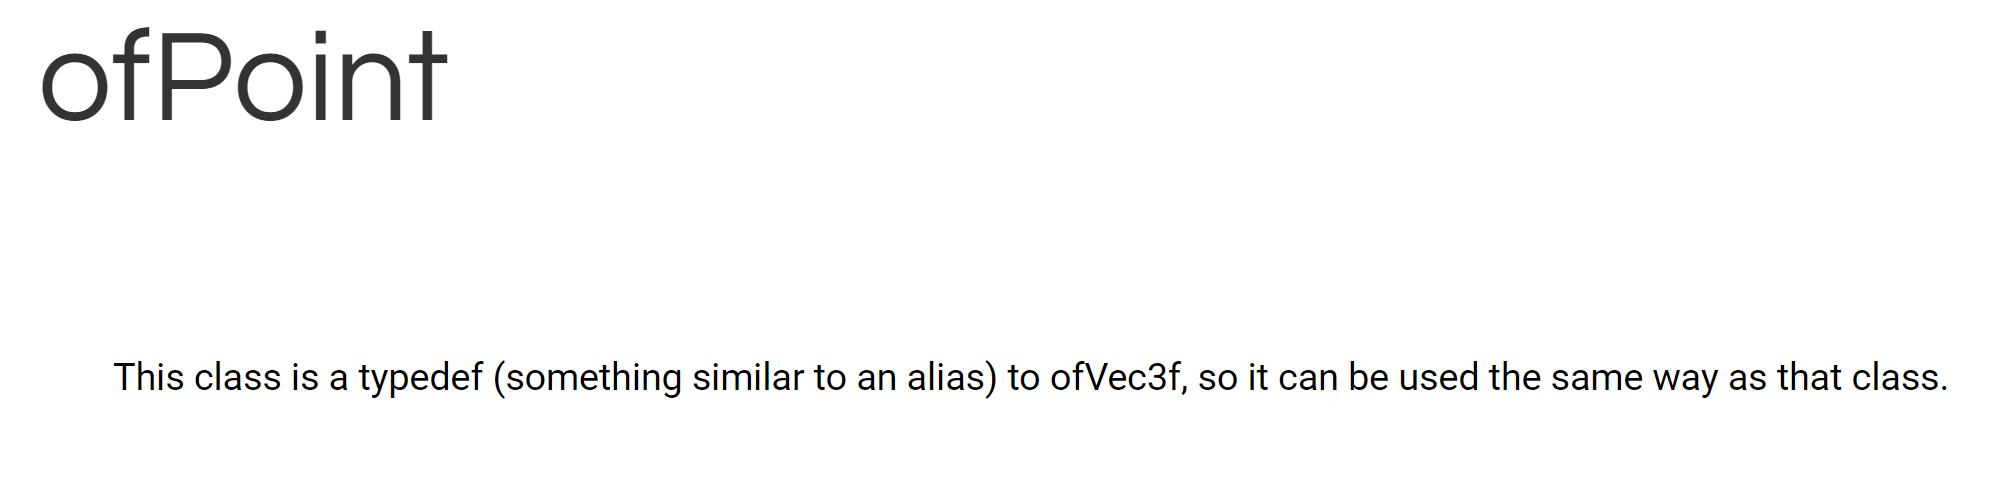 ofPoint
This class is a typedef (something similar to an alias) to ofVec3f, so it can be used the same way as that class.